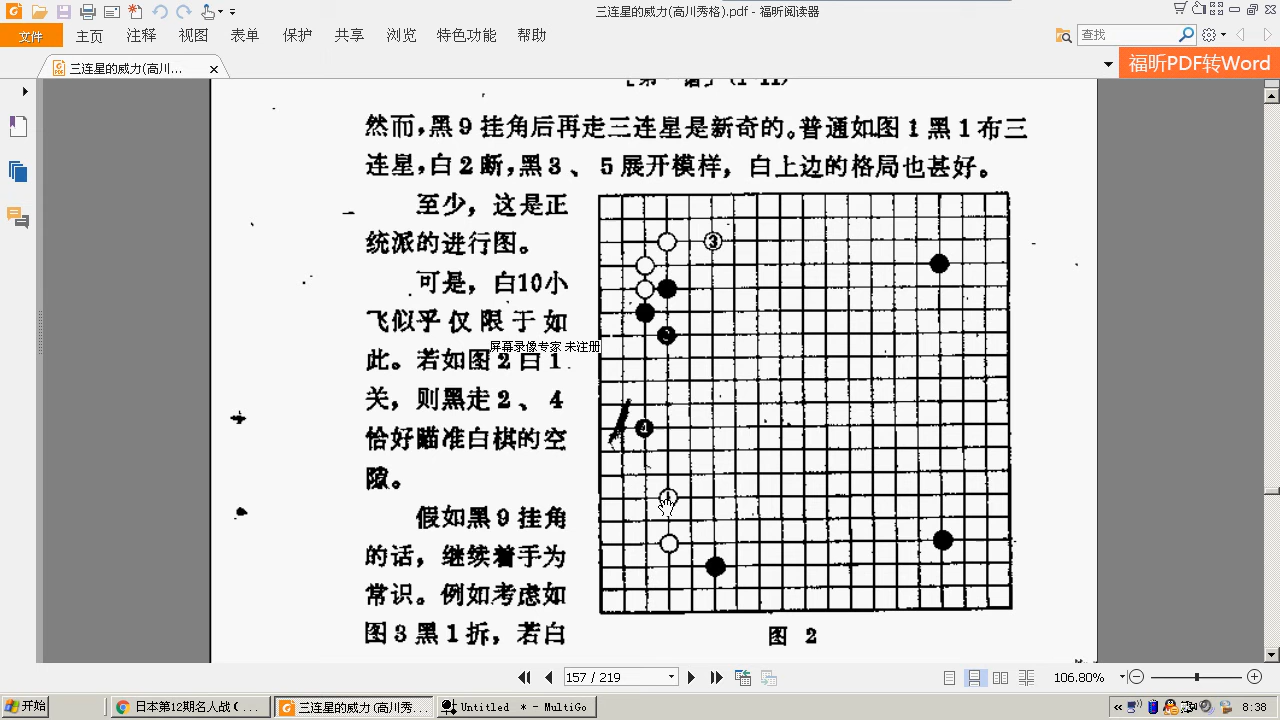 三连星的威力(高川秀格).pdf - 福昕阅读器
文件 主页 注释 视图 表单 保护 共享 浏览 特色功能 帮助 查找
三连星的威力(高川... 福昕PDF转Word
然而,黑9挂角后再走三连星是新奇的。普通如图1黑1布三
连星,白2断,黑3、5展开模样,白上边的格局也甚好。
至少,这是正
统派的进行图。
可是,白10小
飞似乎仅限于如
屏幕录像专家 未注册
此。若如图2白1
关,则黑走2、4
恰好瞄准白棋的空
隙。
假如黑9挂角
的话,继续着手为
常识。例如考虑如
图3黑1拆,若白
3
2
4
图 2
157 / 219
106.80%
开始 日本第12期名人战( ... 三连星的威力(高川秀... Untitled * - MultiGo 8:38